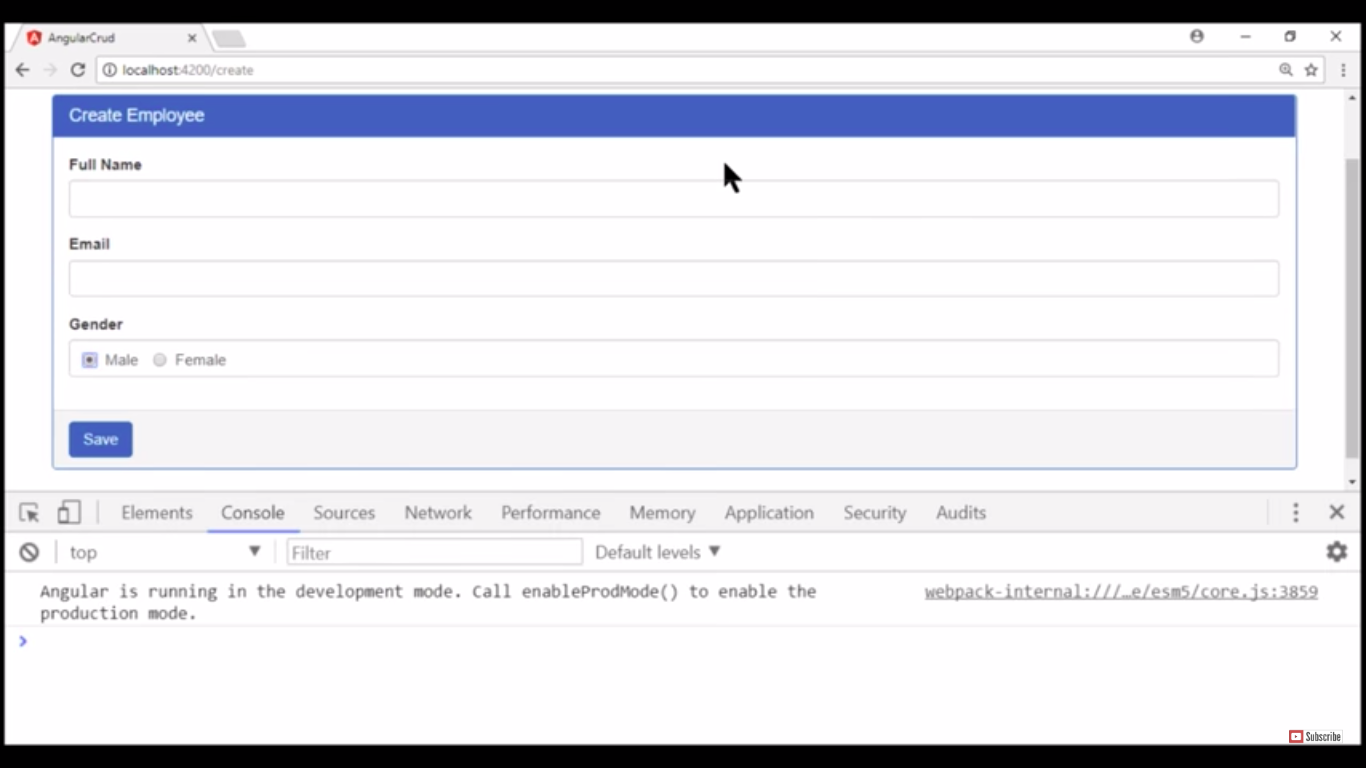 AngularCrud
localhost:4200/create
Create Employee
Full Name
Email
Gender
Male Female
Save
Elements Console Sources Network Performance Memory Application Security Audits
top Filter Default levels
Angular is running in the development mode. Call enableProdMode() to enable the webpack-internal:///…e/esm5/core.js:3859
production mode.
Subscribe